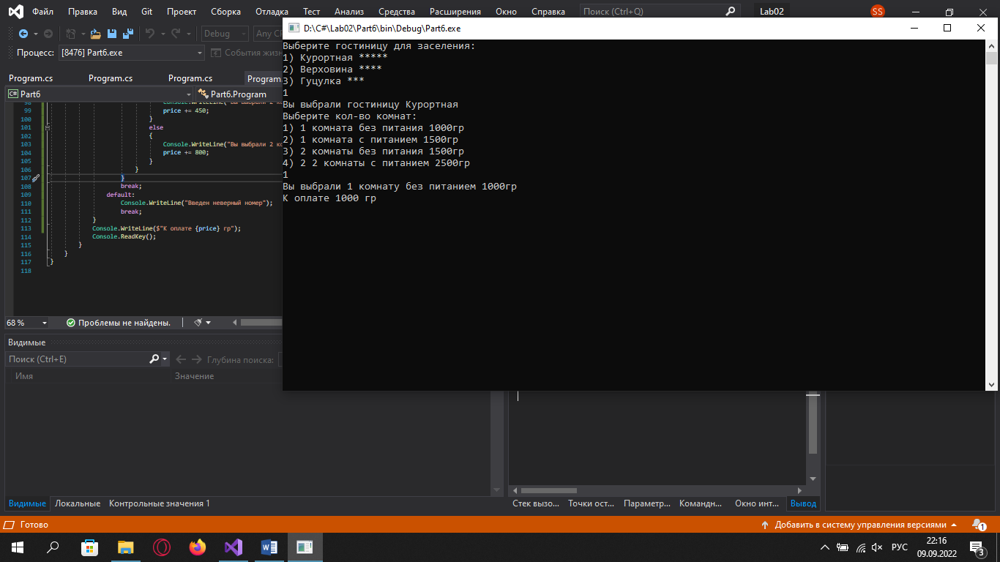 Файл Правка Вид Git Проект Сборка Отладка Тест Анализ Средства Расширения Окно Справка Поиск (Ctrl+Q) Lab02 SS
Debug Any CP
Процесс: [8476] Part6.exe События жизн
Program.cs Program.cs Program.cs Program.
C# Part6 Part6.Program
98
99 price += 450;
100 }
101 else
102 {
103 Console.WriteLine("Вы выбрали 2 ко
104 price += 800;
105 }
106 }
107 }
108 break;
109 default:
110 Console.WriteLine("Введен неверный номер");
111 break;
112 }
113 Console.WriteLine($"К оплате {price} гр");
114 Console.ReadKey();
115 }
116 }
117 }
118
68 % Проблемы не найдены.
Видимые
Поиск (Ctrl+E) Глубина поиска:
Имя Значение
Видимые Локальные Контрольные значения 1
D:\C#\Lab02\Part6\bin\Debug\Part6.exe
Выберите гостиницу для заселения:
1) Курортная *****
2) Верховина ****
3) Гуцулка ***
1
Вы выбрали гостиницу Курортная
Выберите кол-во комнат:
1) 1 комната без питания 1000гр
2) 1 комната с питанием 1500гр
3) 2 комнаты без питания 1500гр
4) 2 2 комнаты с питанием 2500гр
1
Вы выбрали 1 комнату без питанием 1000гр
К оплате 1000 гр
Стек вызо... Точки ост... Параметр... Командн... Окно инт... Вывод
Готово Добавить в систему управления версиями 1
РУС 22:16
09.09.2022 3